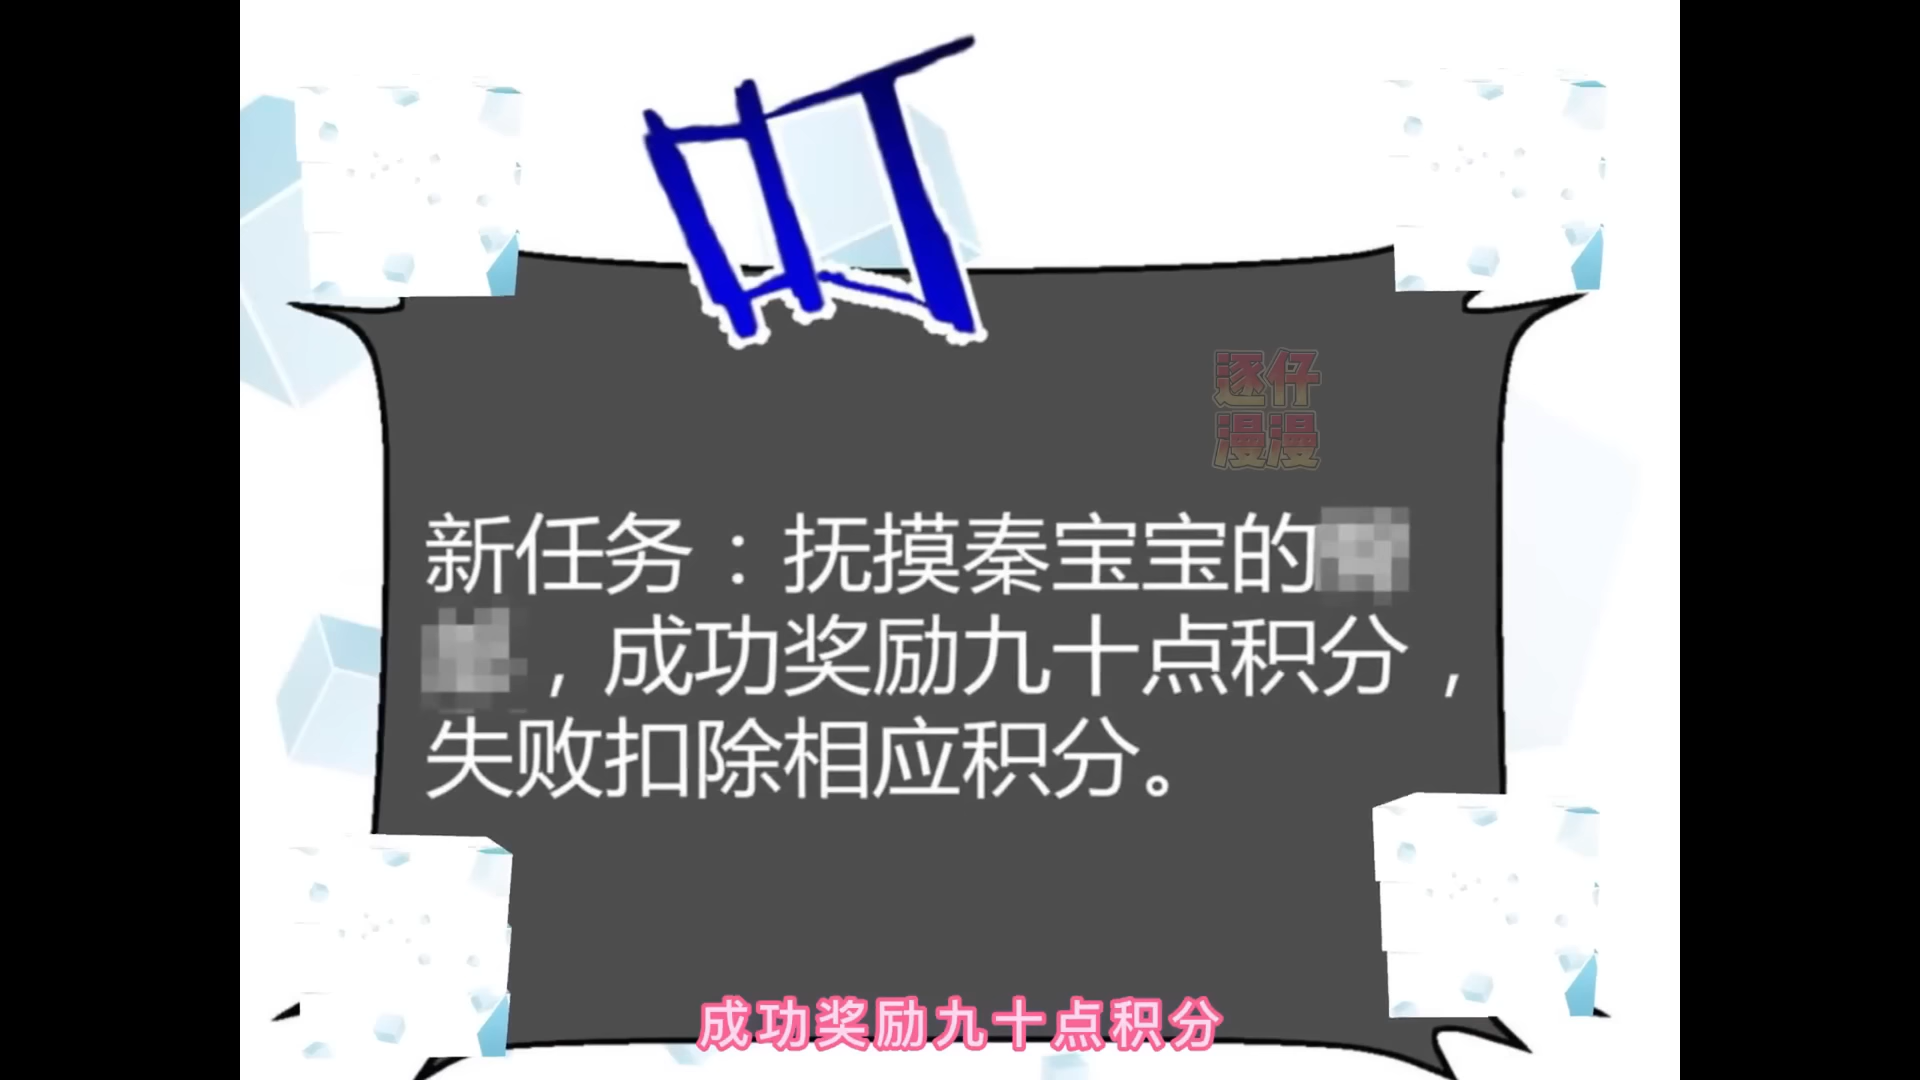 叮
逐仔
漫漫
新任务：抚摸秦宝宝的
，成功奖励九十点积分，
失败扣除相应积分。
成功奖励九十点积分